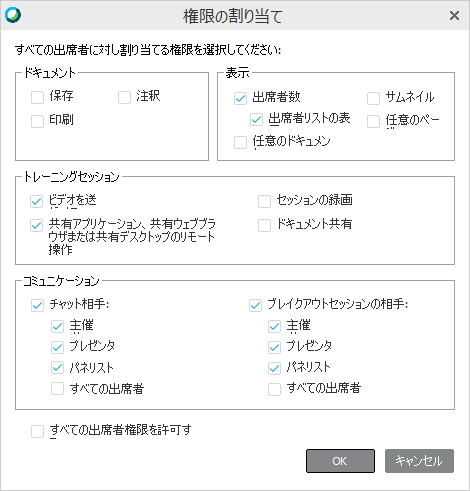 権限の割り当て
すべての出席者に対し割り当てる権限を選択してください:
ドキュメント
保存
注釈
印刷
表示
出席者数
サムネイル
出席者リストの表
任意のペー
任意のドキュメン
トレーニングセッション
ビデオを送
セッションの録画
共有アプリケーション、共有ウェブブラ
ウザまたは共有デスクトップのリモート
操作
ドキュメント共有
コミュニケーション
チャット相手:
主催
プレゼンタ
パネリスト
すべての出席者
ブレイクアウトセッションの相手:
主催
プレゼンタ
パネリスト
すべての出席者
すべての出席者権限を許可す
OK
キャンセル